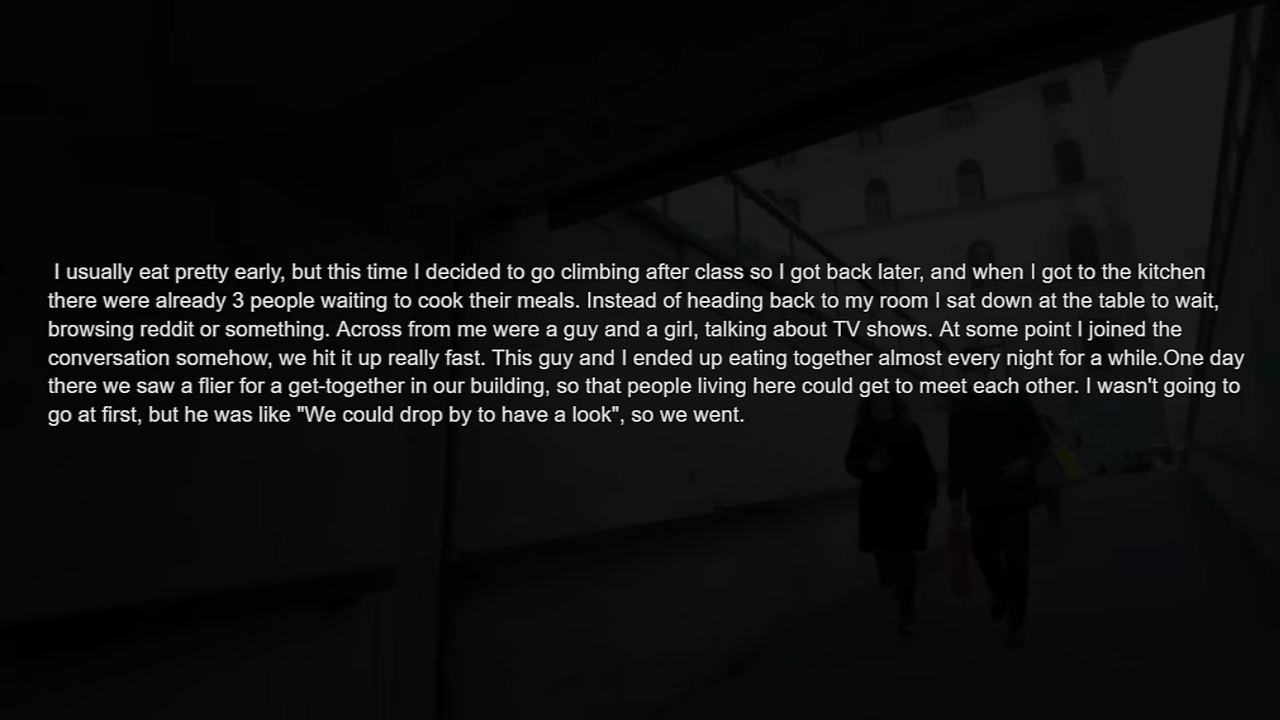 I usually eat pretty early, but this time I decided to go climbing after class so I got back later, and when I got to the kitchen
there were already 3 people waiting to cook their meals. Instead of heading back to my room I sat down at the table to wait,
browsing reddit or something. Across from me were a guy and a girl, talking about TV shows. At some point I joined the
conversation somehow, we hit it up really fast. This guy and I ended up eating together almost every night for a while.One day
there we saw a flier for a get-together in our building, so that people living here could get to meet each other. I wasn't going to
go at first, but he was like "We could drop by to have a look", so we went.